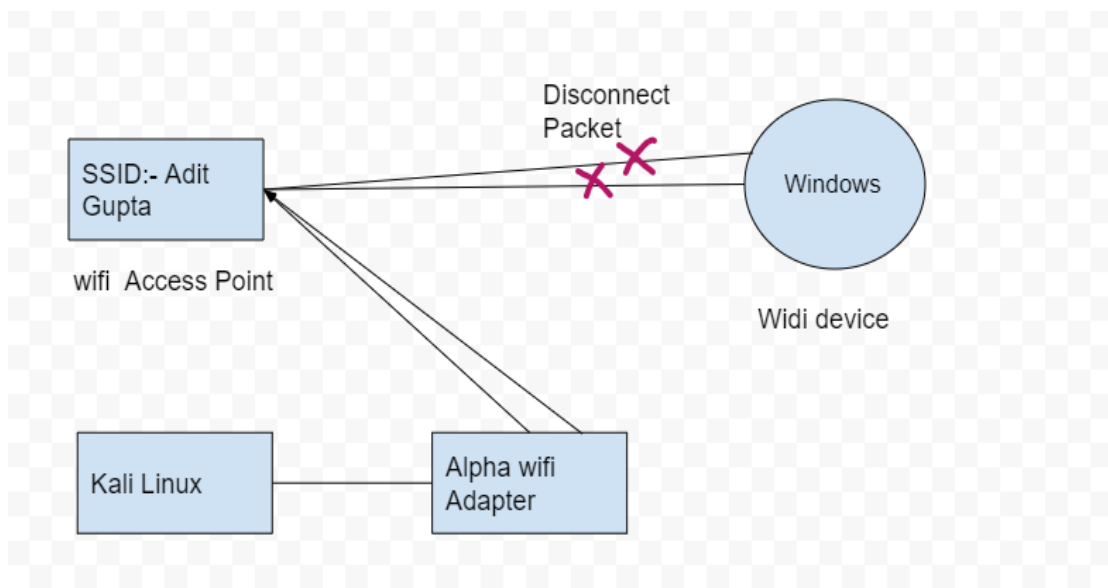 Disconnect
Packet
SSID:- Adit
Gupta
Windows
wifi Access Point
Widi device
Kali Linux
Alpha wifi
Adapter